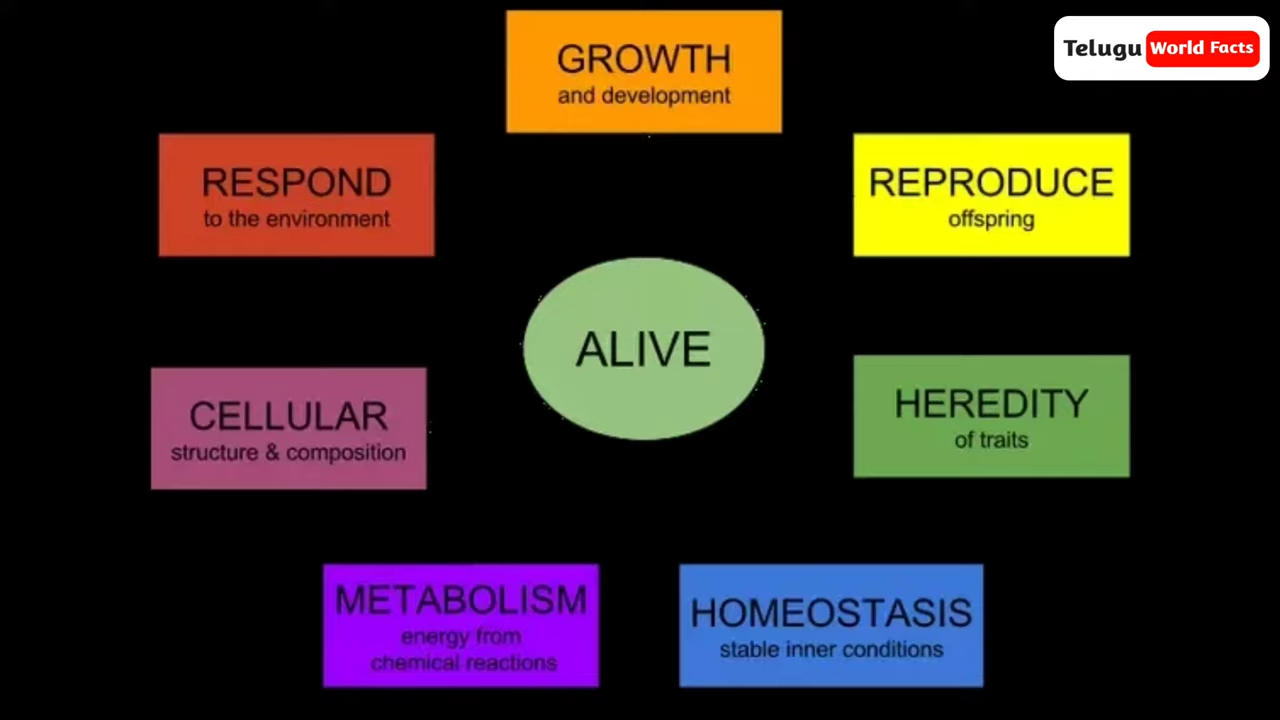 Telugu World Facts
GROWTH
and development
RESPOND
to the environment
REPRODUCE
offspring
ALIVE
CELLULAR
structure & composition
HEREDITY
of traits
METABOLISM
energy from
chemical reactions
HOMEOSTASIS
stable inner conditions